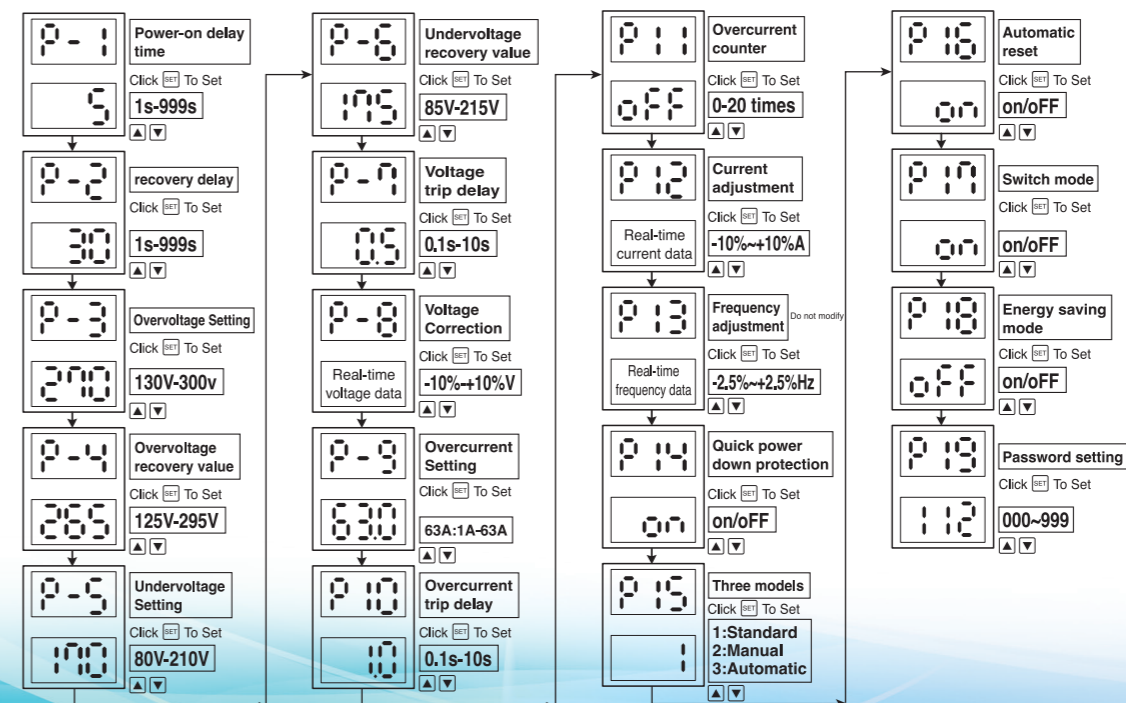 P-1
Power-on delay
time
Click SET To Set
5
1s-999s
▲ ▼
P-2
recovery delay
Click SET To Set
30
1s-999s
▲ ▼
P-3
Overvoltage Setting
Click SET To Set
270
130V-300v
▲ ▼
P-4
Overvoltage
recovery value
Click SET To Set
265
125V-295V
▲ ▼
P-5
Undervoltage
Setting
Click SET To Set
170
80V-210V
▲ ▼
P-6
Undervoltage
recovery value
Click SET To Set
175
85V-215V
▲ ▼
P-7
Voltage
trip delay
Click SET To Set
0.5
0.1s-10s
▲ ▼
P-8
Voltage
Correction
Click SET To Set
Real-time
voltage data
-10%-+10%V
▲ ▼
P-9
Overcurrent
Setting
Click SET To Set
63.0
63A:1A-63A
▲ ▼
P10
Overcurrent
trip delay
Click SET To Set
1.0
0.1s-10s
▲ ▼
P11
Overcurrent
counter
Click SET To Set
oFF
0-20 times
▲ ▼
P12
Current
adjustment
Click SET To Set
Real-time
current data
-10%~+10%A
▲ ▼
P13
Frequency
adjustment
Do not modify
Click SET To Set
Real-time
frequency data
-2.5%~+2.5%Hz
▲ ▼
P14
Quick power
down protection
Click SET To Set
on
on/oFF
▲ ▼
P15
Three models
Click SET To Set
1
1:Standard
2:Manual
3:Automatic
▲ ▼
P16
Automatic
reset
Click SET To Set
on
on/oFF
▲ ▼
P17
Switch mode
Click SET To Set
on
on/oFF
▲ ▼
P18
Energy saving
mode
Click SET To Set
oFF
on/oFF
▲ ▼
P19
Password setting
Click SET To Set
112
000~999
▲ ▼